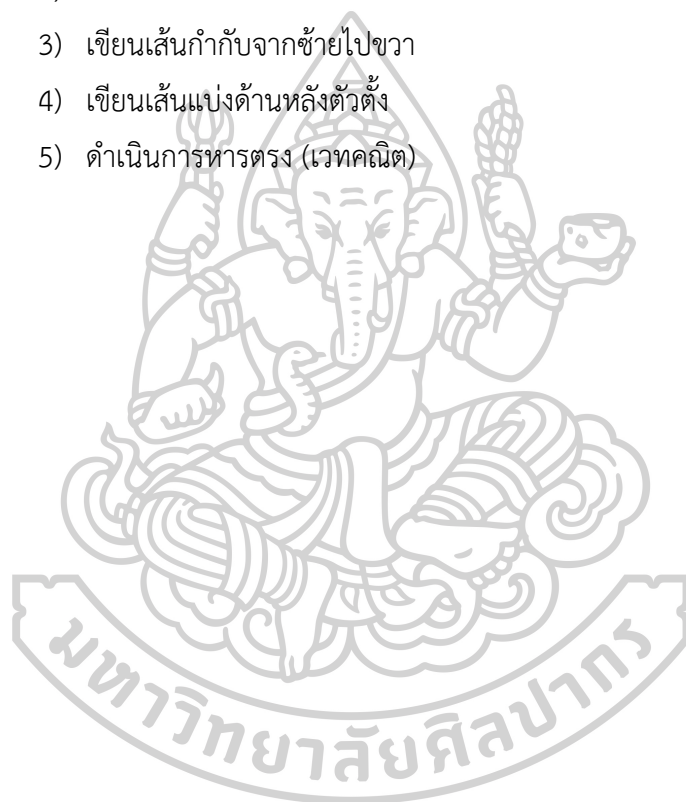 3) เขียนเส้นกำกับจากซ้ายไปขวา
4) เขียนเส้นแบ่งด้านหลังตัวตั้ง
5) ดำเนินการหารตรง (เวทคณิต)
มหาวิทยาลัยศิลปากร